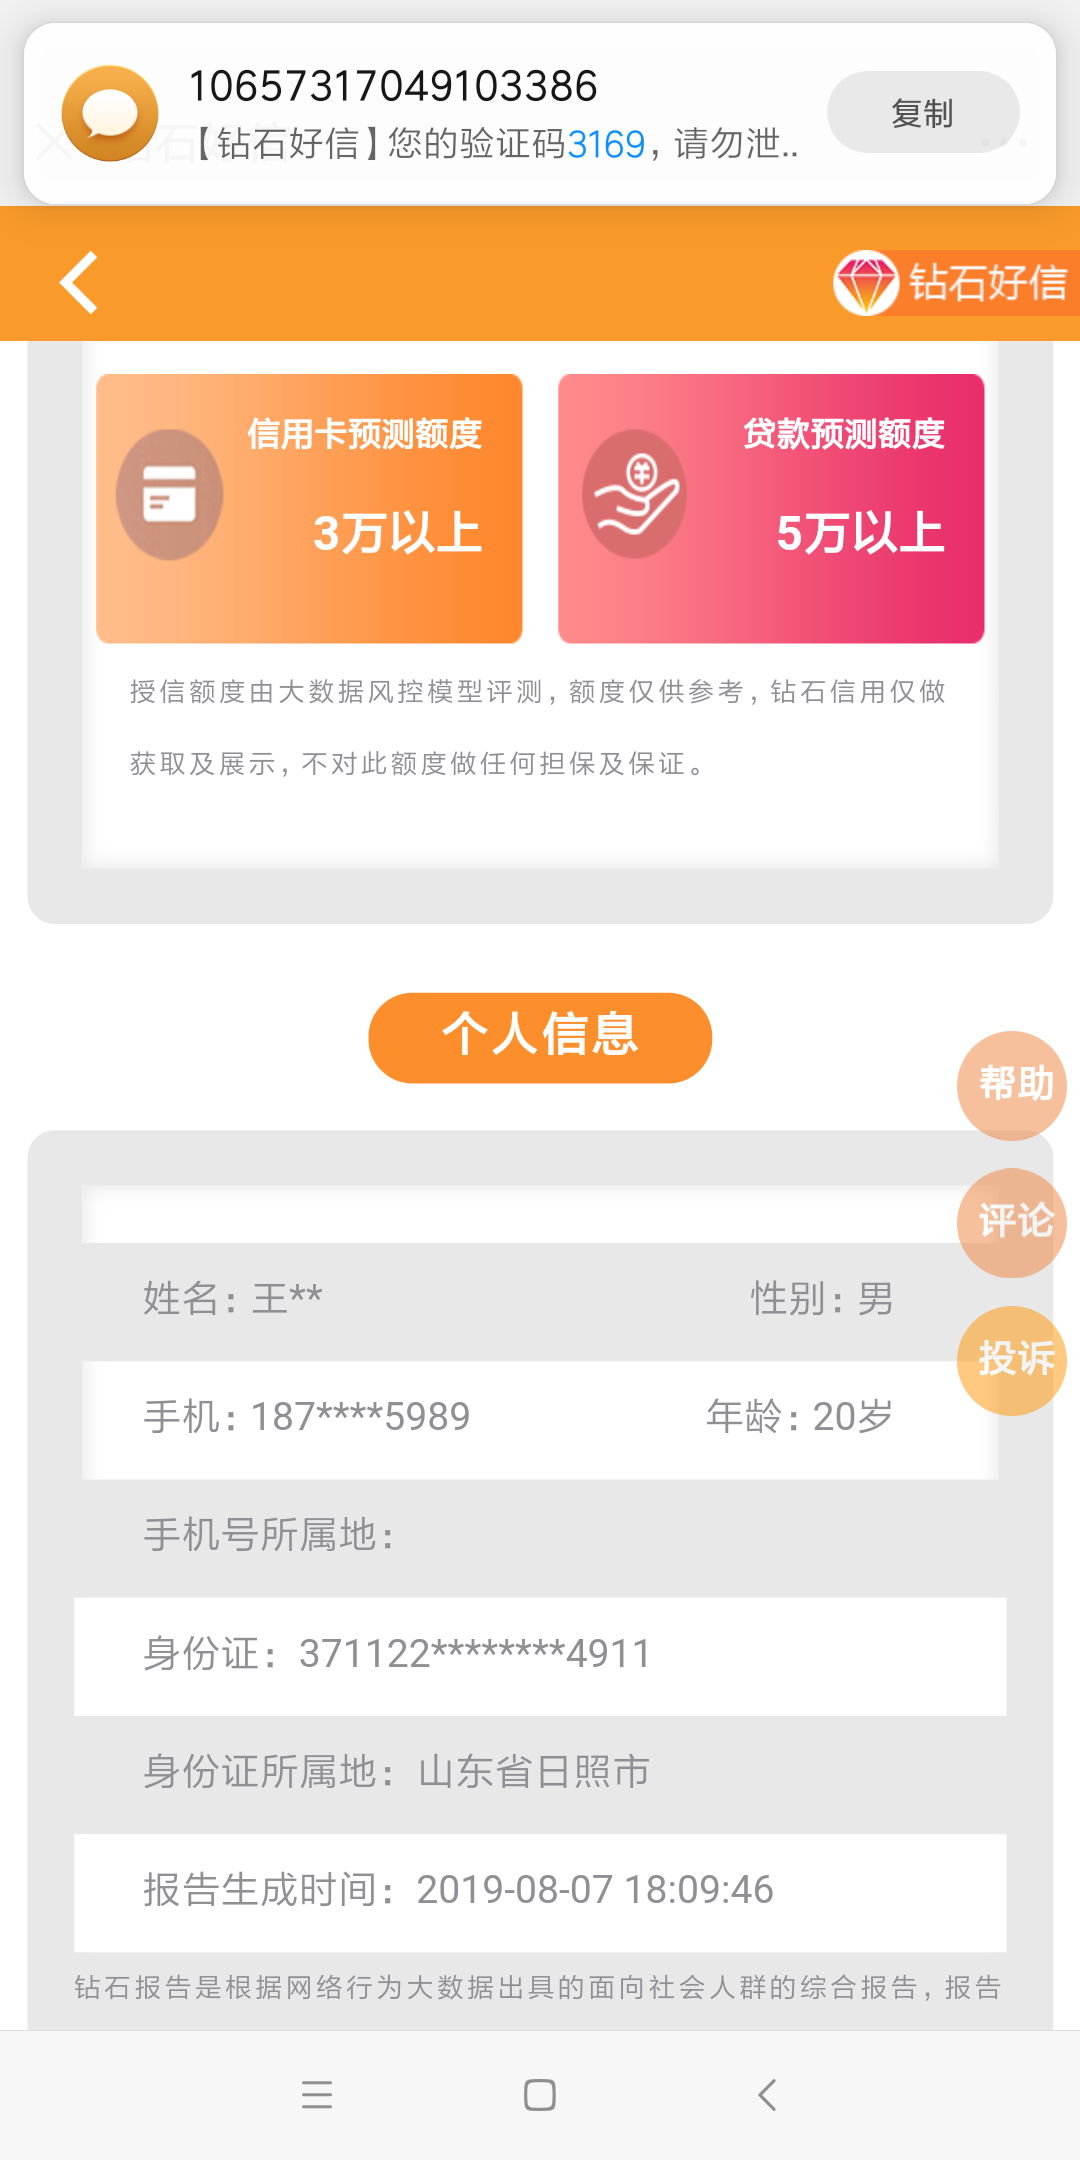 10657317049103386
【钻石好信】您的验证码3169，请勿泄..
复制
钻石好信
信用卡预测额度
3万以上
贷款预测额度
5万以上
授信额度由大数据风控模型评测，额度仅供参考，钻石信用仅做
获取及展示，不对此额度做任何担保及保证。
个人信息
帮助
评论
投诉
姓名：王**
性别：男
手机：187****5989
年龄：20岁
手机号所属地：
身份证：371122********4911
身份证所属地：山东省日照市
报告生成时间：2019-08-07 18:09:46
钻石报告是根据网络行为大数据出具的面向社会人群的综合报告，报告